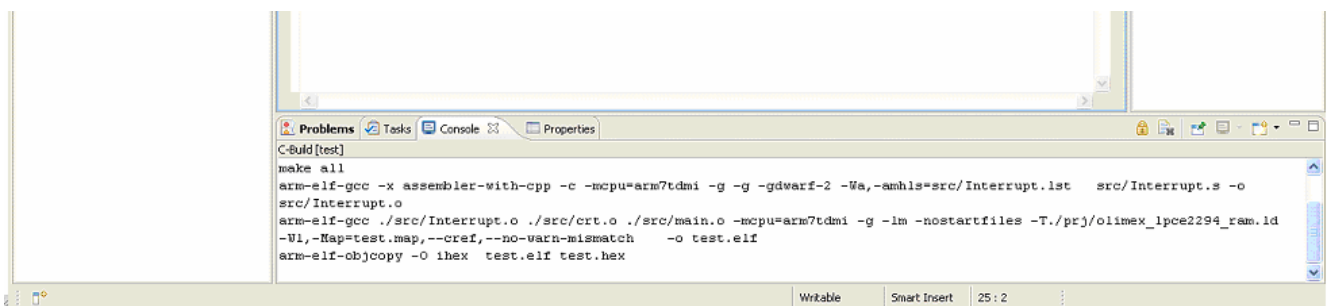 Problems Tasks Console Properties
C-Build [test]
make all
arm-elf-gcc -x assembler-with-cpp -c -mcpu=arm7tdmi -g -g -gdwarf-2 -Wa,-amhls=src/Interrupt.lst   src/Interrupt.s -o
src/Interrupt.o
arm-elf-gcc ./src/Interrupt.o ./src/crt.o ./src/main.o -mcpu=arm7tdmi -g -lm -nostartfiles -T./prj/olimex_lpce2294_ram.ld
-Wl,-Map=test.map,--cref,--no-warn-mismatch    -o test.elf
arm-elf-objcopy -O ihex  test.elf test.hex
Writable Smart Insert 25 : 2